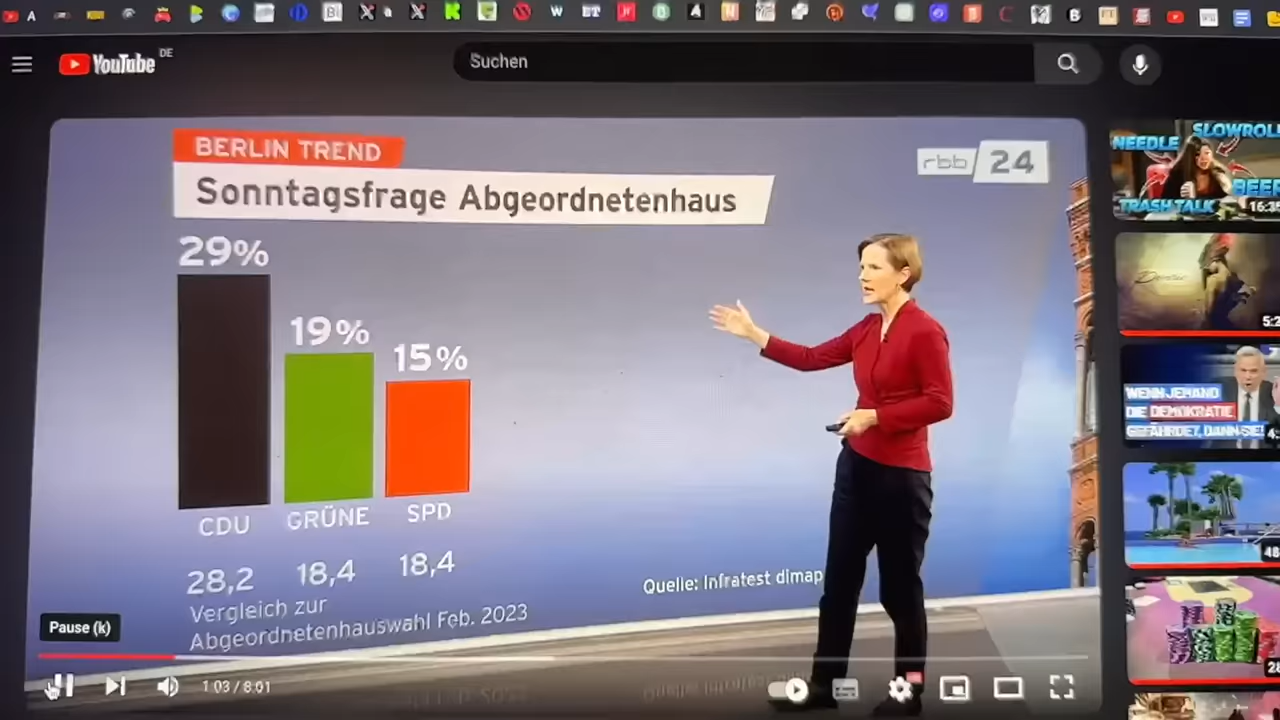 YouTube DE
Suchen
BERLIN TREND
Sonntagsfrage Abgeordnetenhaus
rbb 24
29%
19%
15%
CDU
GRÜNE
SPD
28,2
18,4
18,4
Vergleich zur
Abgeordnetenhauswahl Feb. 2023
Quelle: Infratest dimap
Pause (k)
1:03 / 8:01
NEEDLE
SLOWROLL
BEER
TRASH TALK
16:35
WENN JEMAND
DIE DEMOKRATIE
GEFÄHRDET, DANN SIE!